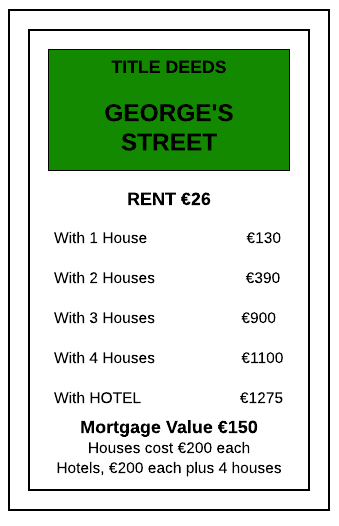 TITLE DEEDS
GEORGE'S
STREET
RENT €26
With 1 House €130
With 2 Houses €390
With 3 Houses €900
With 4 Houses €1100
With HOTEL €1275
Mortgage Value €150
Houses cost €200 each
Hotels, €200 each plus 4 houses